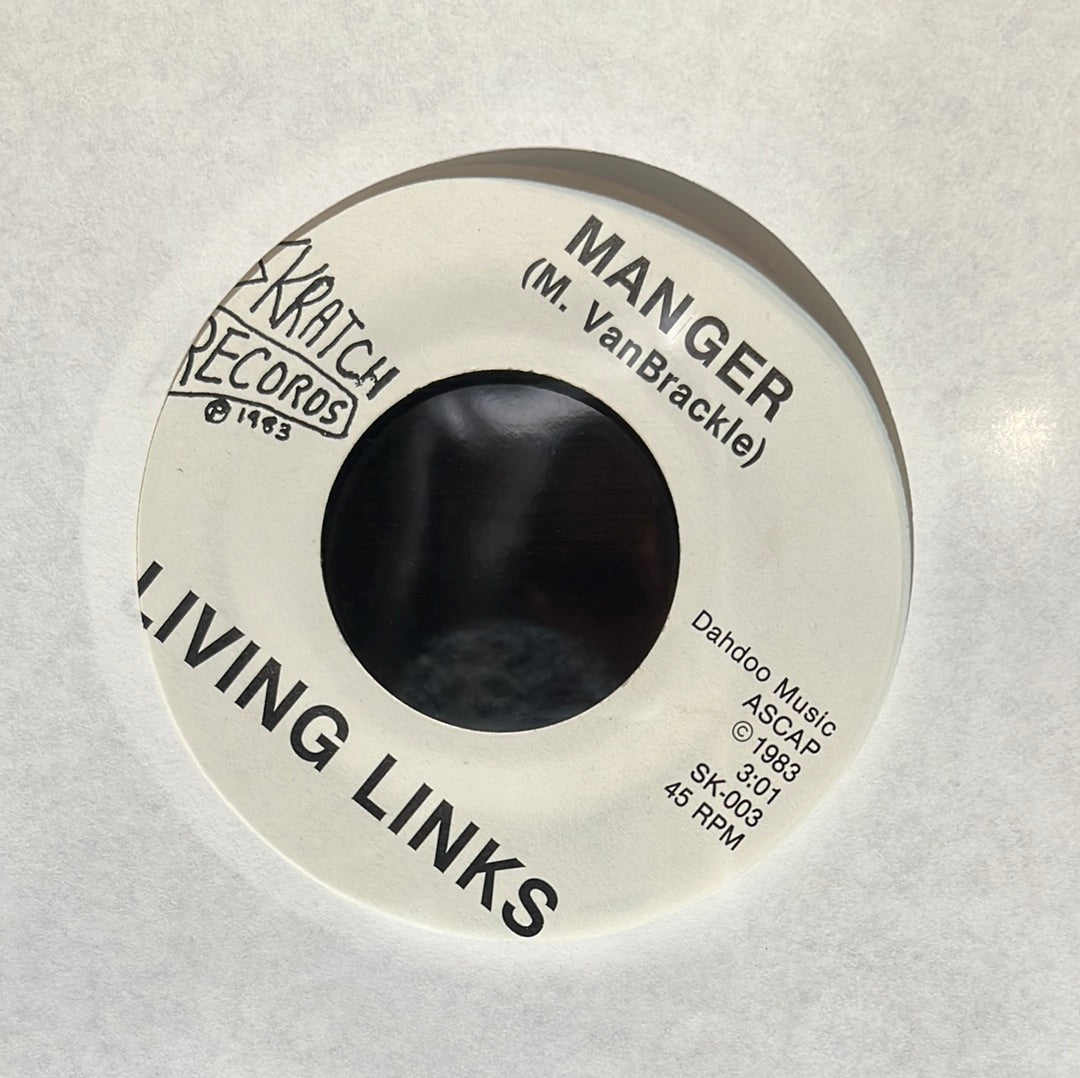 MANGER
(M. VanBrackle)
SKRATCH
RECORDS
℗ 1983
Dahdoo Music
ASCAP
© 1983
3:01
SK-003
45 RPM
LIVING LINKS